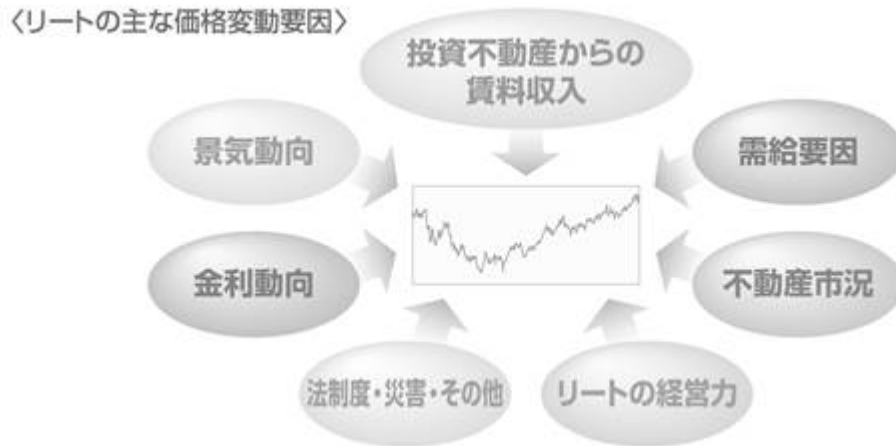 〈リートの主な価格変動要因〉
投資不動産からの
賃料収入
景気動向
需給要因
金利動向
不動産市況
法制度・災害・その他
リートの経営力